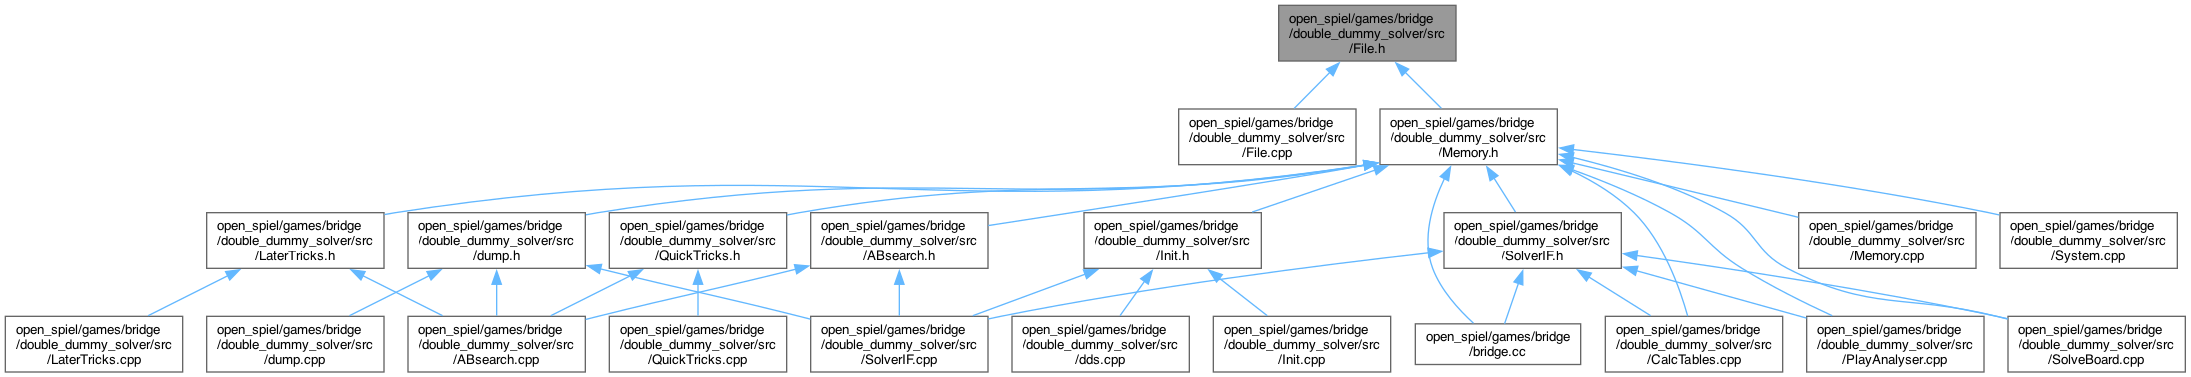 open_spiel/games/bridge
/double_dummy_solver/src
/File.h
open_spiel/games/bridge
/double_dummy_solver/src
/File.cpp
open_spiel/games/bridge
/double_dummy_solver/src
/Memory.h
open_spiel/games/bridge
/double_dummy_solver/src
/LaterTricks.h
open_spiel/games/bridge
/double_dummy_solver/src
/dump.h
open_spiel/games/bridge
/double_dummy_solver/src
/QuickTricks.h
open_spiel/games/bridge
/double_dummy_solver/src
/ABsearch.h
open_spiel/games/bridge
/double_dummy_solver/src
/Init.h
open_spiel/games/bridge
/double_dummy_solver/src
/SolverIF.h
open_spiel/games/bridge
/double_dummy_solver/src
/Memory.cpp
open_spiel/games/bridge
/double_dummy_solver/src
/System.cpp
open_spiel/games/bridge
/double_dummy_solver/src
/LaterTricks.cpp
open_spiel/games/bridge
/double_dummy_solver/src
/dump.cpp
open_spiel/games/bridge
/double_dummy_solver/src
/ABsearch.cpp
open_spiel/games/bridge
/double_dummy_solver/src
/QuickTricks.cpp
open_spiel/games/bridge
/double_dummy_solver/src
/SolverIF.cpp
open_spiel/games/bridge
/double_dummy_solver/src
/dds.cpp
open_spiel/games/bridge
/double_dummy_solver/src
/Init.cpp
open_spiel/games/bridge
/bridge.cc
open_spiel/games/bridge
/double_dummy_solver/src
/CalcTables.cpp
open_spiel/games/bridge
/double_dummy_solver/src
/PlayAnalyser.cpp
open_spiel/games/bridge
/double_dummy_solver/src
/SolveBoard.cpp